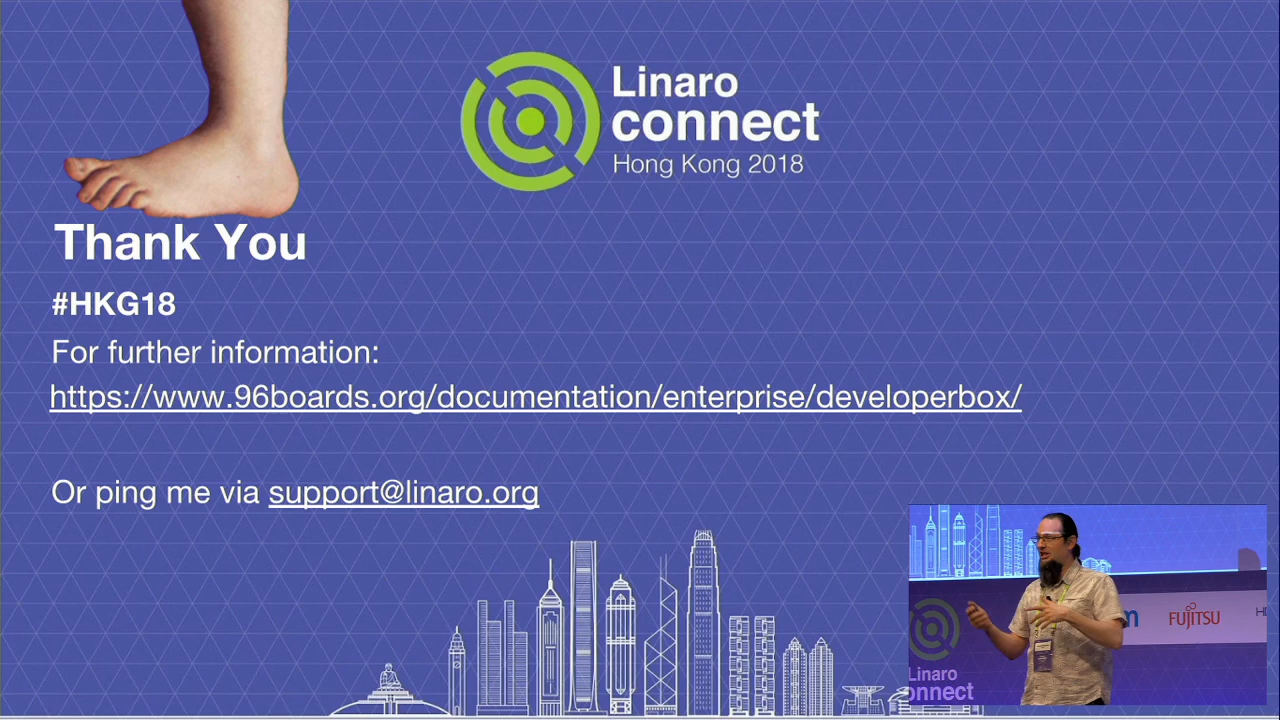 Linaro
connect
Hong Kong 2018
Thank You
#HKG18
For further information:
https://www.96boards.org/documentation/enterprise/developerbox/
Or ping me via support@linaro.org
FUJITSU
Linaro
onnect